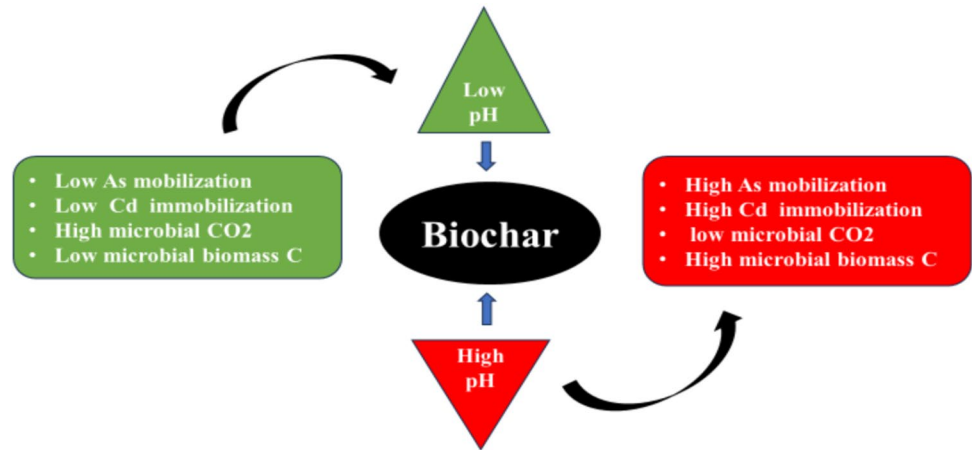 Low
pH
• Low As mobilization
• Low Cd immobilization
• High microbial CO2
• Low microbial biomass C
Biochar
• High As mobilization
• High Cd immobilization
• low microbial CO2
• High microbial biomass C
High
pH